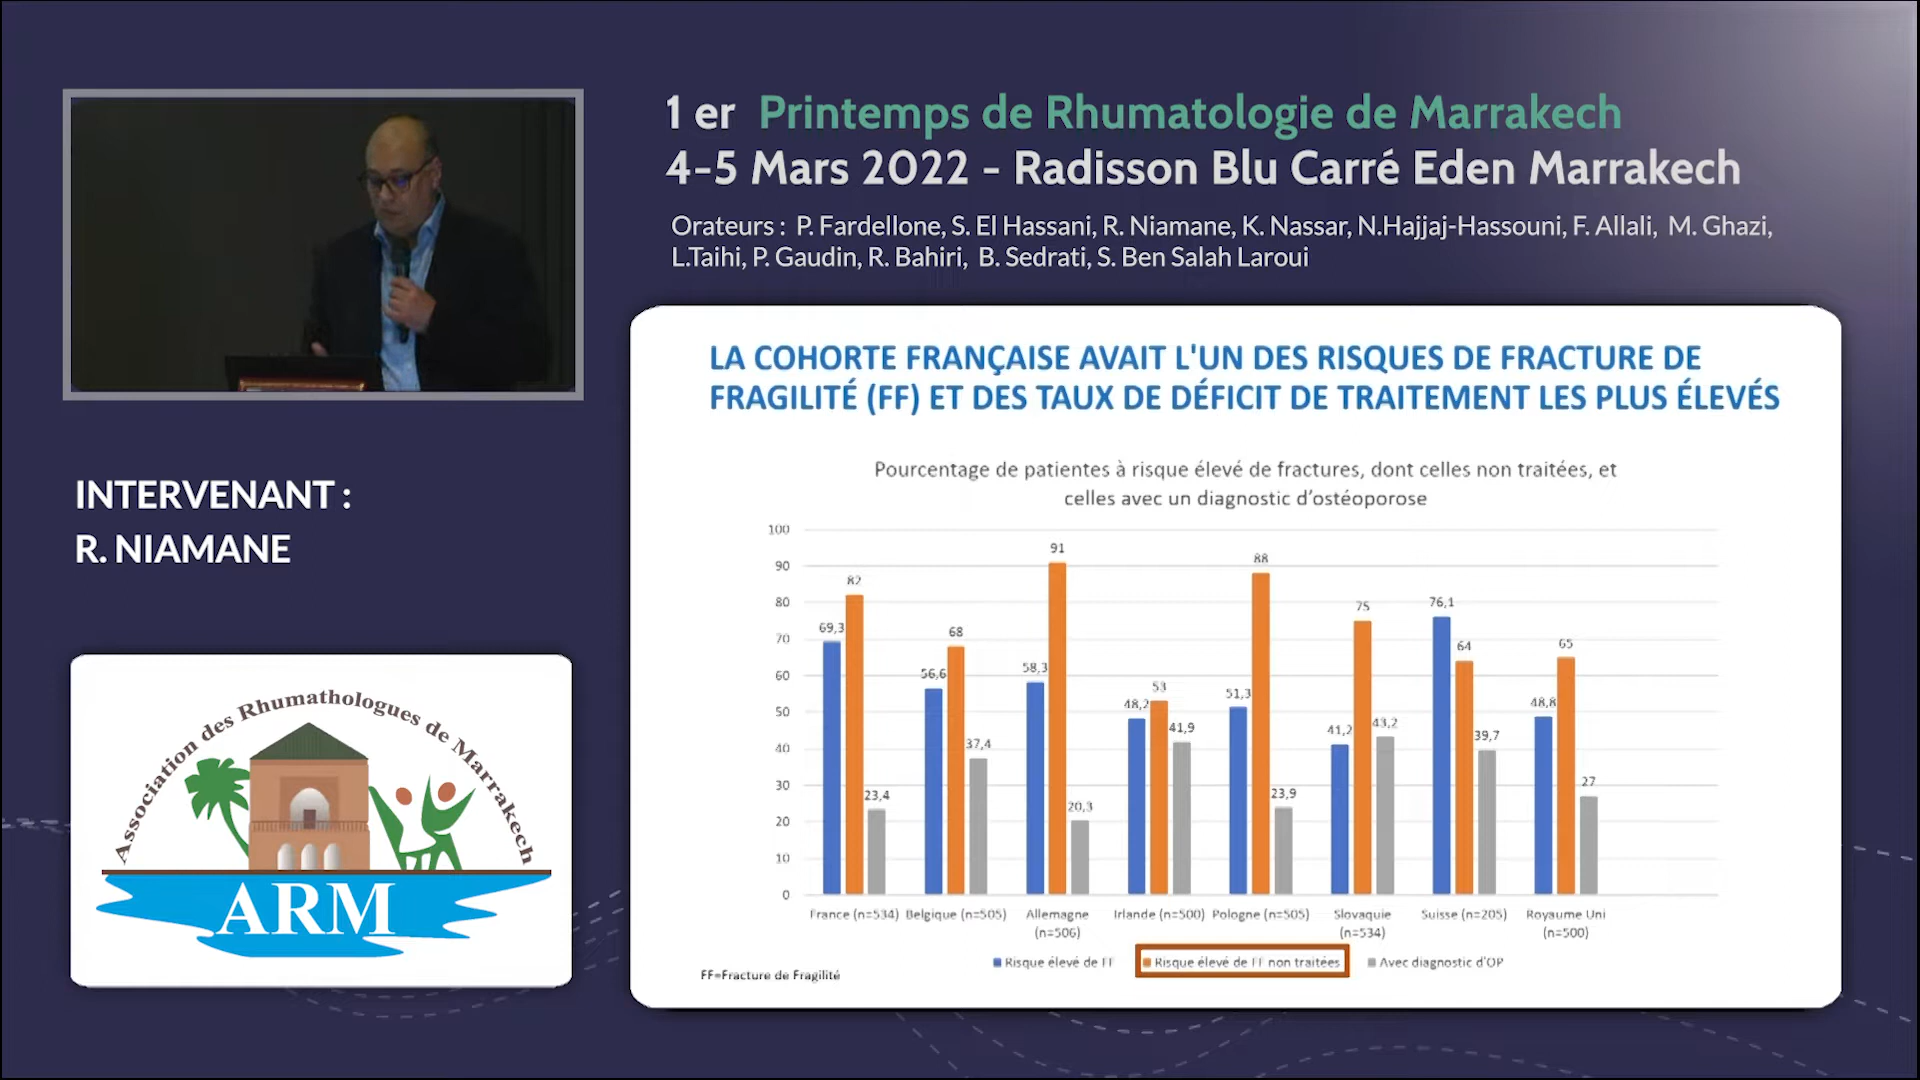 1 er Printemps de Rhumatologie de Marrakech
4-5 Mars 2022 - Radisson Blu Carré Eden Marrakech
Orateurs : P. Fardellone, S. El Hassani, R. Niamane, K. Nassar, N.Hajjaj-Hassouni, F. Allali, M. Ghazi,
L.Taihi, P. Gaudin, R. Bahiri, B. Sedrati, S. Ben Salah Laroui
INTERVENANT :
R. NIAMANE
Association des Rhumathologues de Marrakech
ARM
LA COHORTE FRANÇAISE AVAIT L'UN DES RISQUES DE FRACTURE DE
FRAGILITÉ (FF) ET DES TAUX DE DÉFICIT DE TRAITEMENT LES PLUS ÉLEVÉS
Pourcentage de patientes à risque élevé de fractures, dont celles non traitées, et
celles avec un diagnostic d'ostéoporose
100
90
80
70
60
50
40
30
20
10
0
69,3 82 23,4
56,6 68 37,4
58,3 91 20,3
48,2 53 41,9
51,3 88 23,9
41,2 75 43,2
76,1 64 39,7
48,8 65 27
France (n=534) Belgique (n=505) Allemagne Irlande (n=500) Pologne (n=505) Slovaquie Suisse (n=205) Royaume Uni
(n=506) (n=534) (n=500)
Risque élevé de FF Risque élevé de FF non traitées Avec diagnostic d'OP
FF=Fracture de Fragilité